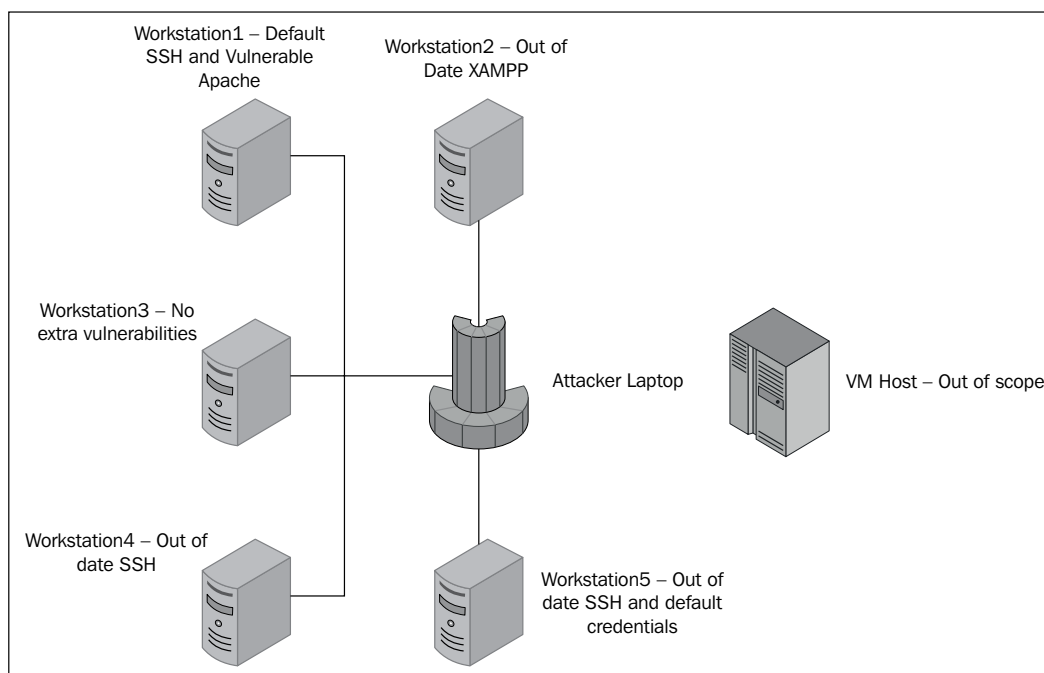 Workstation1 – Default
SSH and Vulnerable
Apache
Workstation2 – Out of
Date XAMPP
Workstation3 – No
extra vulnerabilities
Attacker Laptop
VM Host – Out of scope
Workstation4 – Out of
date SSH
Workstation5 – Out of
date SSH and default
credentials